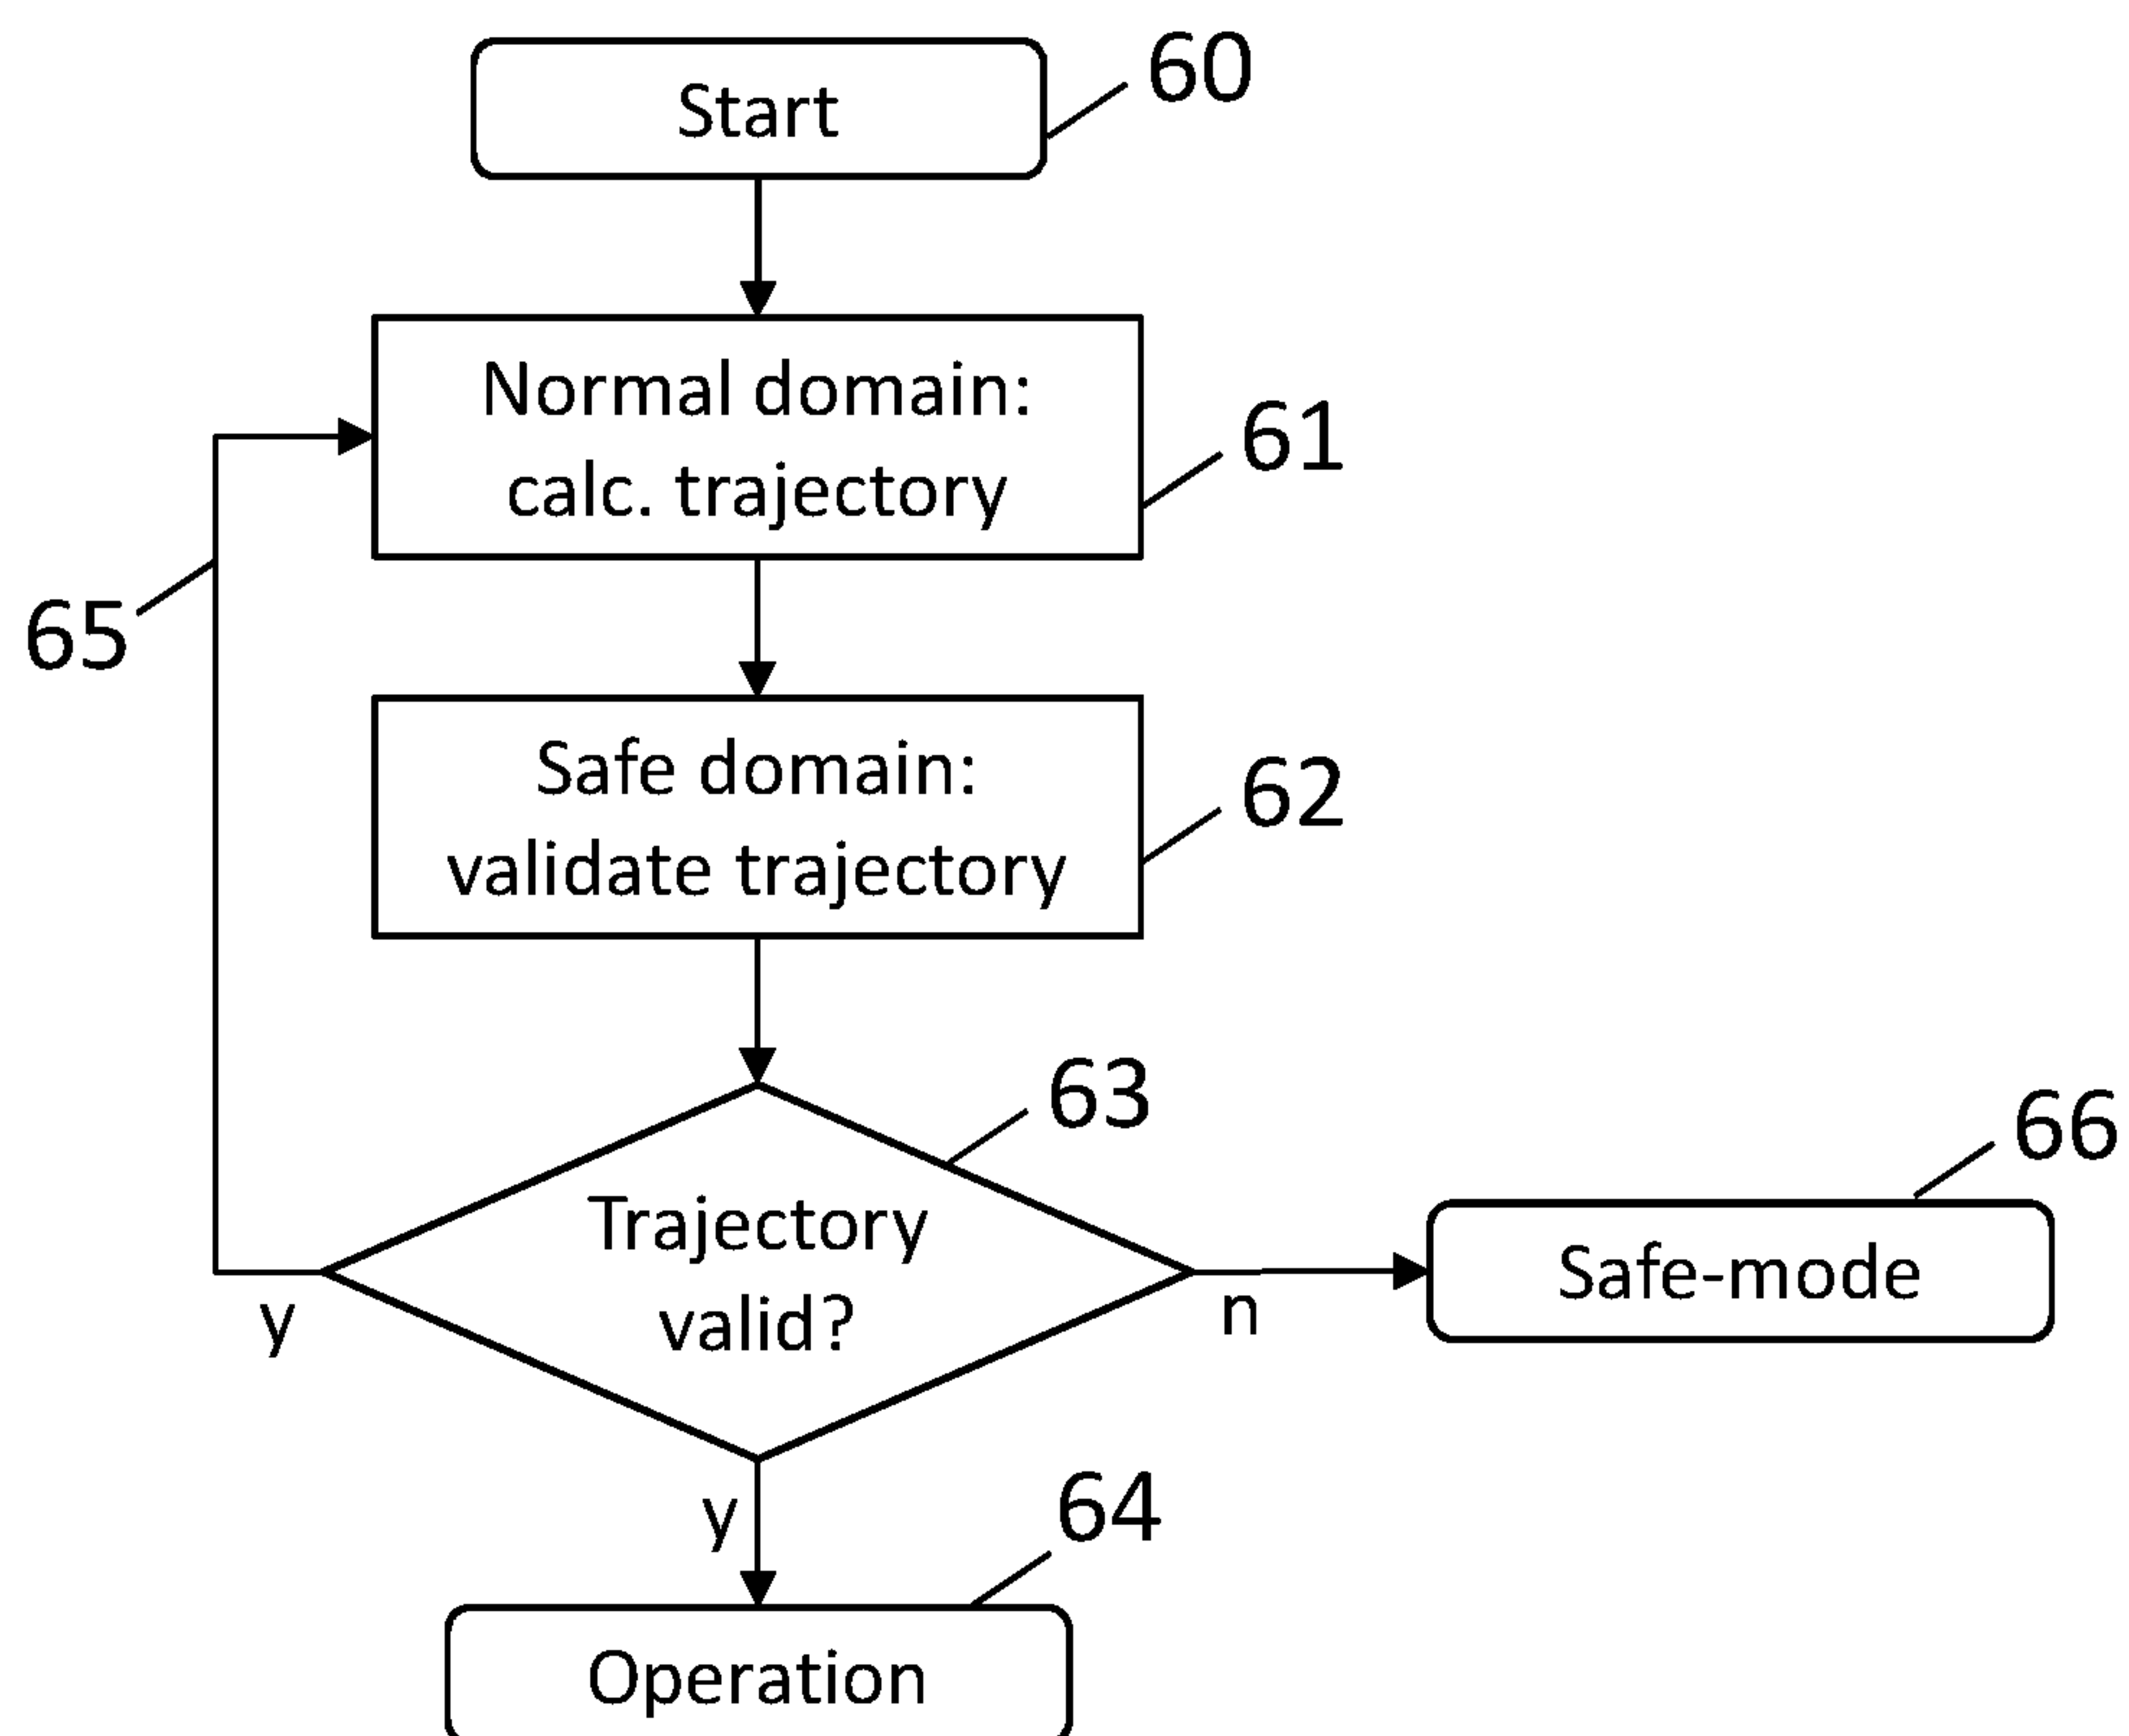 Start
60
Normal domain:
calc. trajectory
61
65
Safe domain:
validate trajectory
62
63
Trajectory
valid?
y
n
66
Safe-mode
y
64
Operation